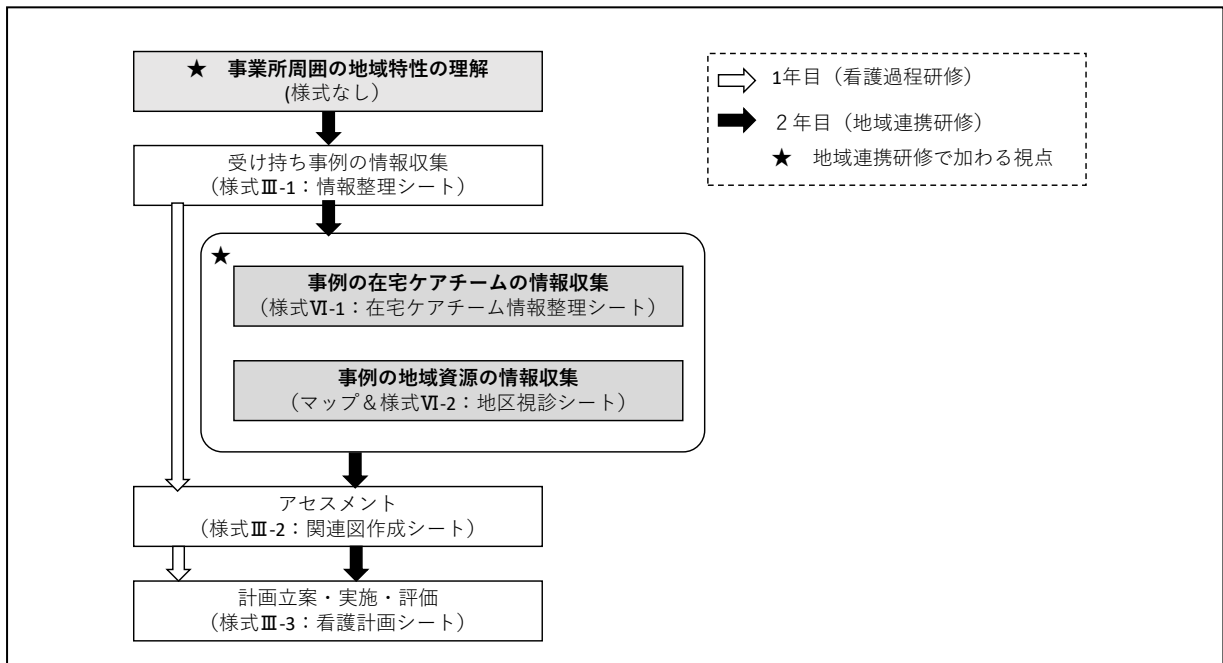 ★ 事業所周囲の地域特性の理解
(様式なし）
受け持ち事例の情報収集
（様式Ⅲ-1：情報整理シート）
★
事例の在宅ケアチームの情報収集
（様式Ⅵ-1：在宅ケアチーム情報整理シート）
事例の地域資源の情報収集
（マップ＆様式Ⅵ-2：地区視診シート）
アセスメント
（様式Ⅲ-2：関連図作成シート）
計画立案・実施・評価
（様式Ⅲ-3：看護計画シート）
1年目（看護過程研修）
２年目（地域連携研修）
★ 地域連携研修で加わる視点